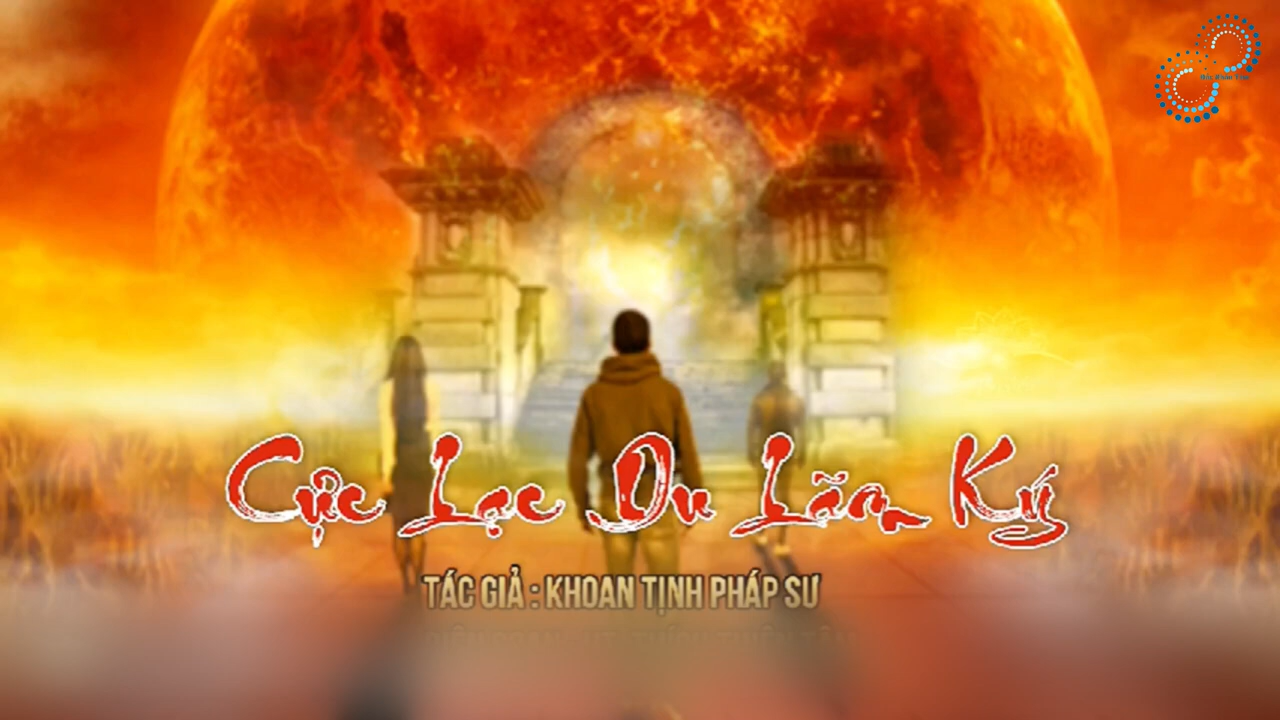 Cực Lạc Du Lãm Ký
TÁC GIẢ : KHOAN TỊNH PHÁP SƯ